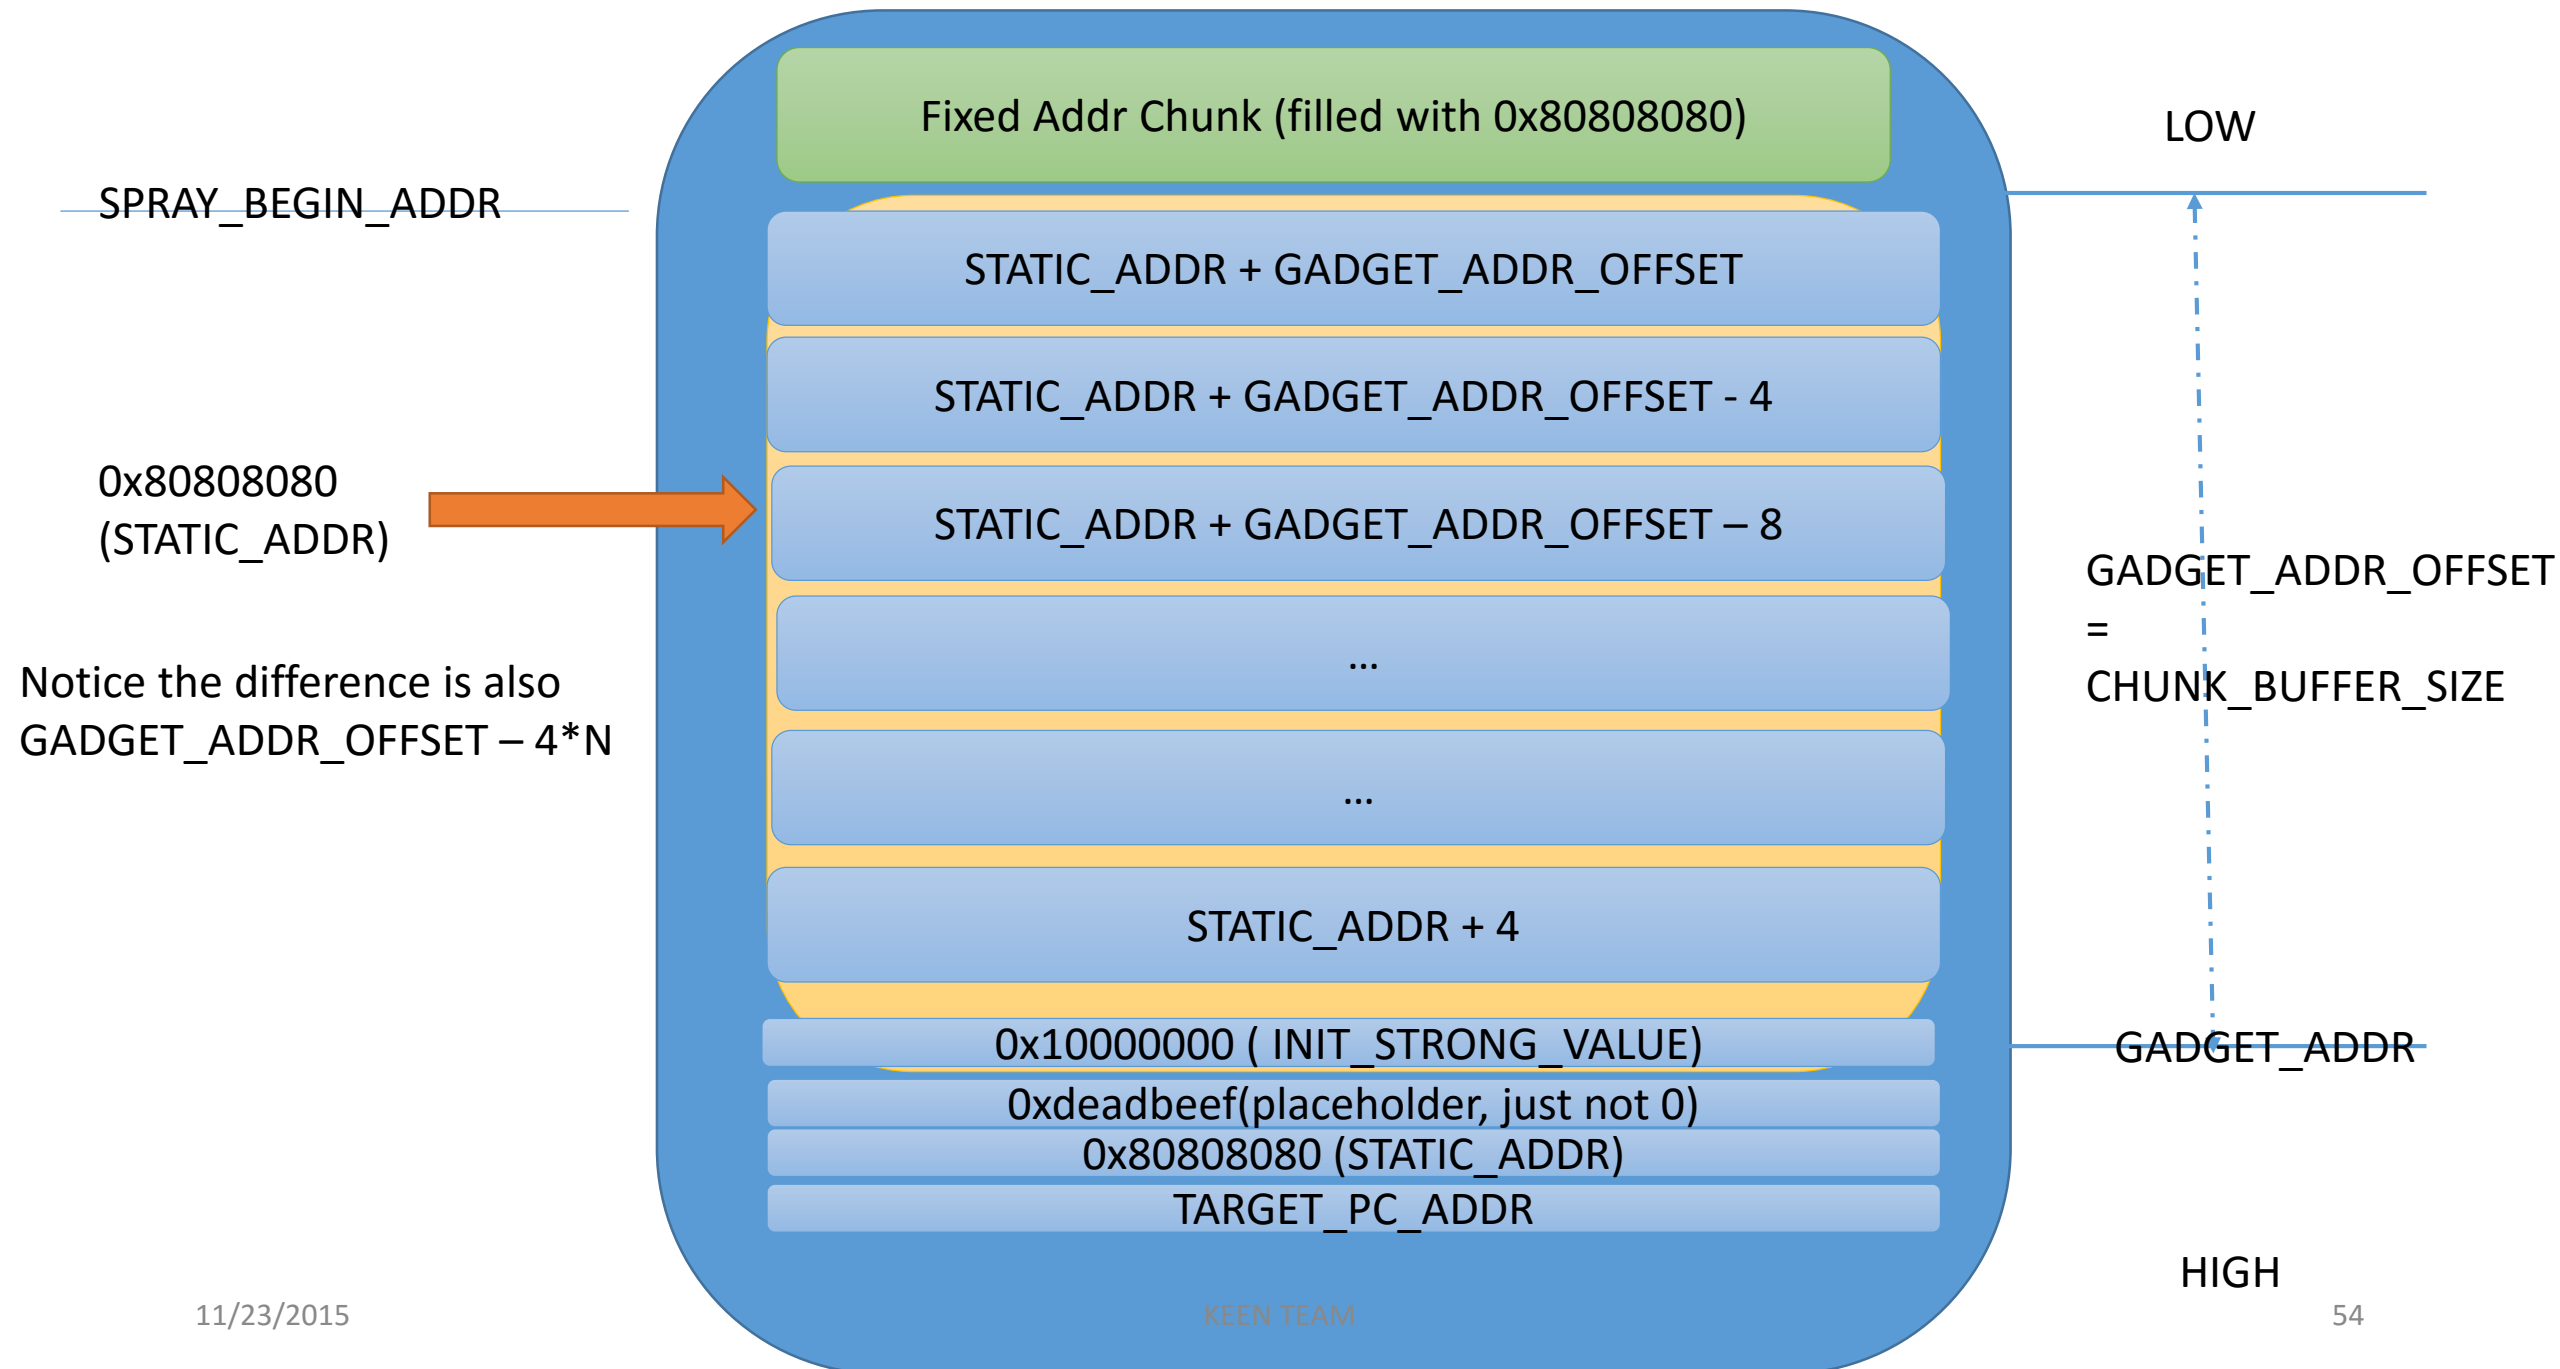 Fixed Addr Chunk (filled with 0x80808080)
LOW
SPRAY_BEGIN_ADDR
STATIC_ADDR + GADGET_ADDR_OFFSET
STATIC_ADDR + GADGET_ADDR_OFFSET - 4
0x80808080
(STATIC_ADDR)
STATIC_ADDR + GADGET_ADDR_OFFSET – 8
GADGET_ADDR_OFFSET
=
CHUNK_BUFFER_SIZE
Notice the difference is also
GADGET_ADDR_OFFSET – 4*N
...
...
STATIC_ADDR + 4
0x10000000 ( INIT_STRONG_VALUE)
GADGET_ADDR
0xdeadbeef(placeholder, just not 0)
0x80808080 (STATIC_ADDR)
TARGET_PC_ADDR
HIGH
11/23/2015
KEEN TEAM
54